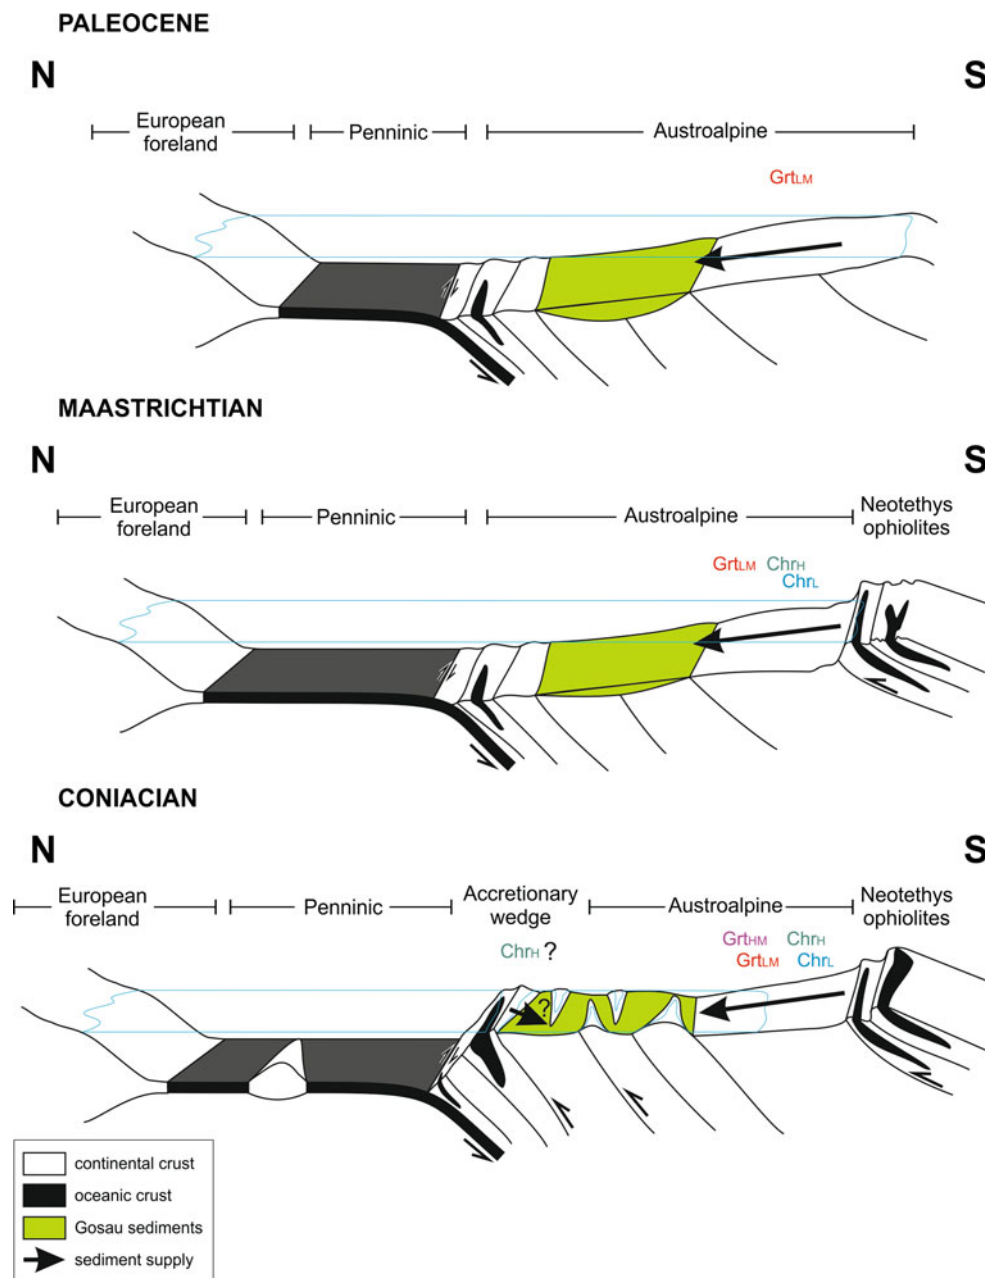 PALEOCENE
N S
European
foreland
Penninic
Austroalpine
GrtLM
MAASTRICHTIAN
N S
European
foreland
Penninic
Austroalpine
Neotethys
ophiolites
GrtLM ChrH
ChrL
CONIACIAN
N S
European
foreland
Penninic
Accretionary
wedge
Austroalpine
Neotethys
ophiolites
ChrH ?
GrtHM ChrH
GrtLM ChrL
?
continental crust
oceanic crust
Gosau sediments
sediment supply